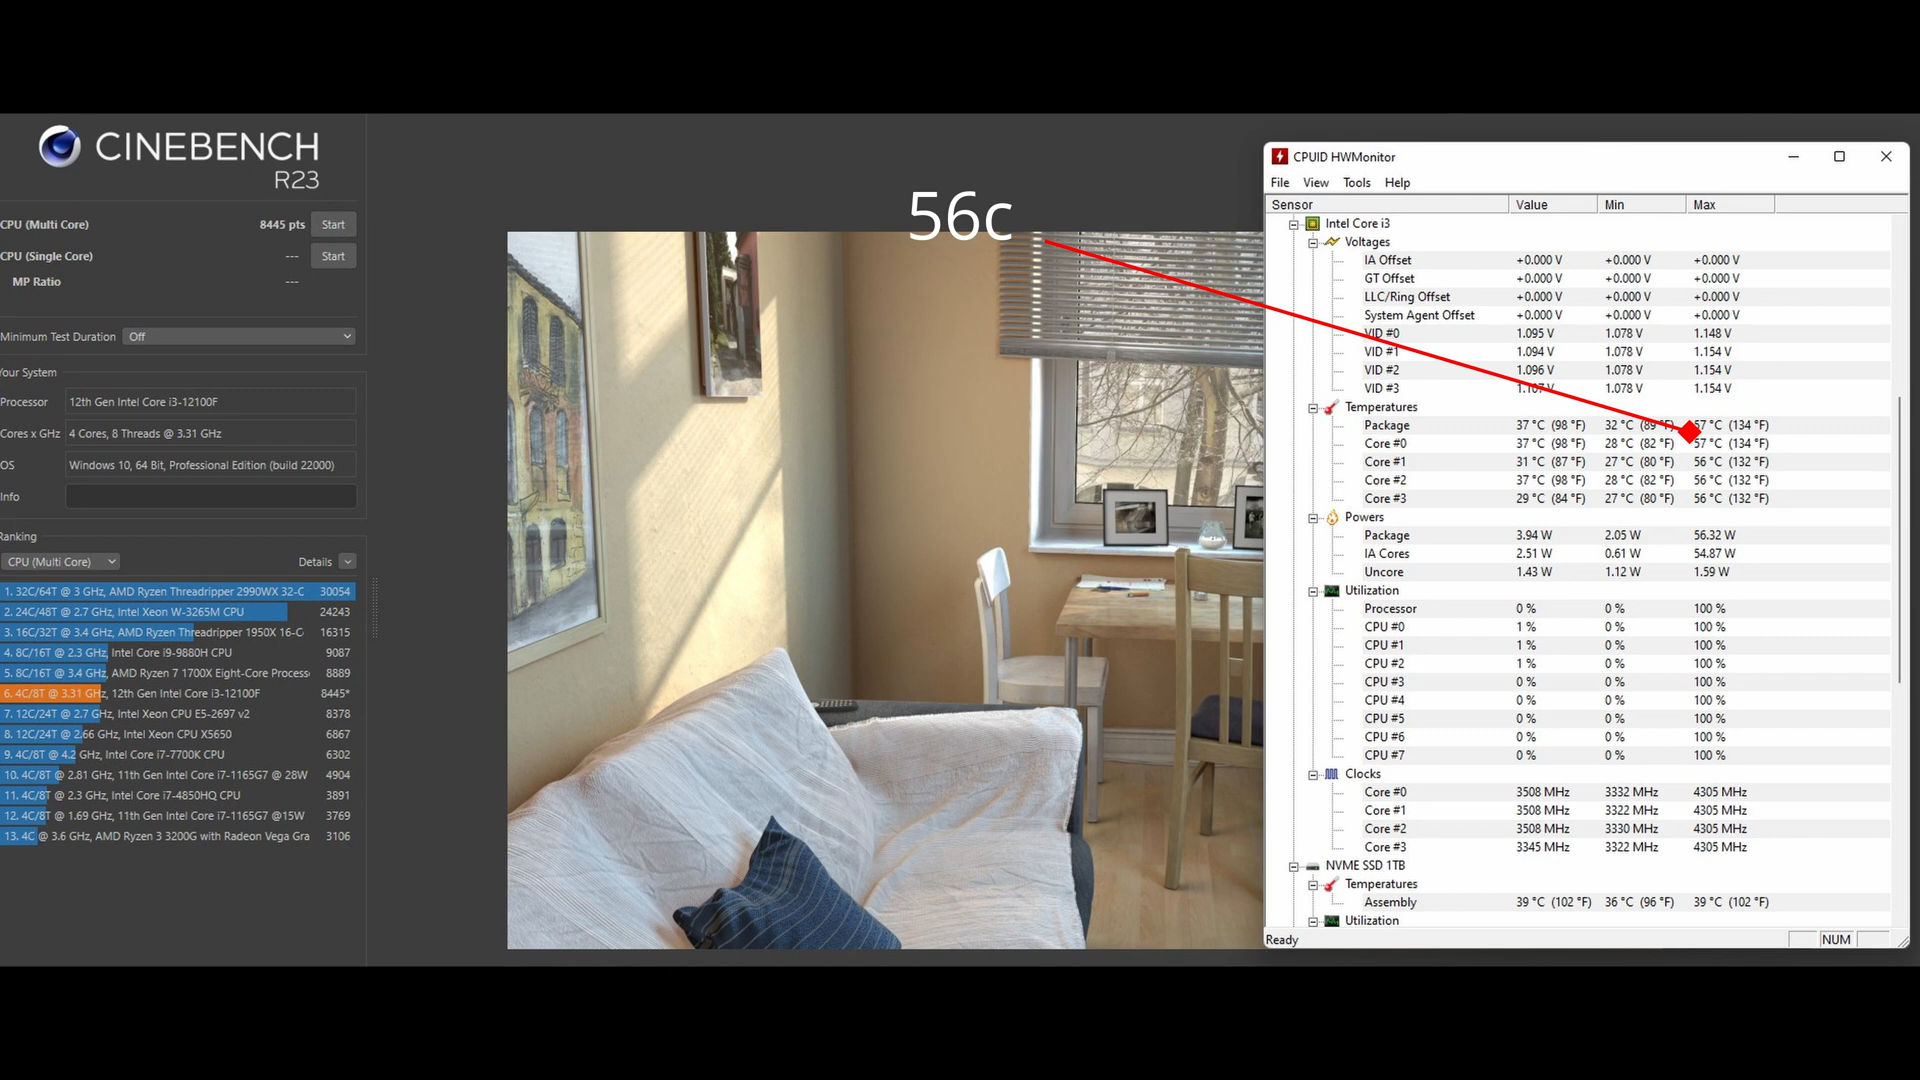 CINEBENCH
R23
CPU (Multi Core) 8445 pts Start
CPU (Single Core) --- Start
MP Ratio ---
Minimum Test Duration Off
Your System
Processor 12th Gen Intel Core i3-12100F
Cores x GHz 4 Cores, 8 Threads @ 3.31 GHz
OS Windows 10, 64 Bit, Professional Edition (build 22000)
Info
Ranking
CPU (Multi Core) Details
1. 32C/64T @ 3 GHz, AMD Ryzen Threadripper 2990WX 32-C 30054
2. 24C/48T @ 2.7 GHz, Intel Xeon W-3265M CPU 24243
3. 16C/32T @ 3.4 GHz, AMD Ryzen Threadripper 1950X 16-C 16315
4. 8C/16T @ 2.3 GHz, Intel Core i9-9880H CPU 9087
5. 8C/16T @ 3.4 GHz, AMD Ryzen 7 1700X Eight-Core Process 8889
6. 4C/8T @ 3.31 GHz, 12th Gen Intel Core i3-12100F 8445*
7. 12C/24T @ 2.7 GHz, Intel Xeon CPU E5-2697 v2 8378
8. 12C/24T @ 2.66 GHz, Intel Xeon CPU X5650 6867
9. 4C/8T @ 4.2 GHz, Intel Core i7-7700K CPU 6302
10. 4C/8T @ 2.81 GHz, 11th Gen Intel Core i7-1165G7 @ 28W 4904
11. 4C/8T @ 2.3 GHz, Intel Core i7-4850HQ CPU 3891
12. 4C/8T @ 1.69 GHz, 11th Gen Intel Core i7-1165G7 @15W 3769
13. 4C @ 3.6 GHz, AMD Ryzen 3 3200G with Radeon Vega Gra 3106
56c
CPUID HWMonitor
File View Tools Help
Sensor Value Min Max
Intel Core i3
Voltages
IA Offset +0.000 V +0.000 V +0.000 V
GT Offset +0.000 V +0.000 V +0.000 V
LLC/Ring Offset +0.000 V +0.000 V +0.000 V
System Agent Offset +0.000 V +0.000 V +0.000 V
VID #0 1.095 V 1.078 V 1.148 V
VID #1 1.094 V 1.078 V 1.154 V
VID #2 1.096 V 1.078 V 1.154 V
VID #3 1.107 V 1.078 V 1.154 V
Temperatures
Package 37 °C (98 °F) 32 °C (89 °F) 57 °C (134 °F)
Core #0 37 °C (98 °F) 28 °C (82 °F) 57 °C (134 °F)
Core #1 31 °C (87 °F) 27 °C (80 °F) 56 °C (132 °F)
Core #2 37 °C (98 °F) 28 °C (82 °F) 56 °C (132 °F)
Core #3 29 °C (84 °F) 27 °C (80 °F) 56 °C (132 °F)
Powers
Package 3.94 W 2.05 W 56.32 W
IA Cores 2.51 W 0.61 W 54.87 W
Uncore 1.43 W 1.12 W 1.59 W
Utilization
Processor 0 % 0 % 100 %
CPU #0 1 % 0 % 100 %
CPU #1 1 % 0 % 100 %
CPU #2 1 % 0 % 100 %
CPU #3 0 % 0 % 100 %
CPU #4 0 % 0 % 100 %
CPU #5 0 % 0 % 100 %
CPU #6 0 % 0 % 100 %
CPU #7 0 % 0 % 100 %
Clocks
Core #0 3508 MHz 3332 MHz 4305 MHz
Core #1 3508 MHz 3322 MHz 4305 MHz
Core #2 3508 MHz 3330 MHz 4305 MHz
Core #3 3345 MHz 3322 MHz 4305 MHz
NVME SSD 1TB
Temperatures
Assembly 39 °C (102 °F) 36 °C (96 °F) 39 °C (102 °F)
Utilization
Ready NUM